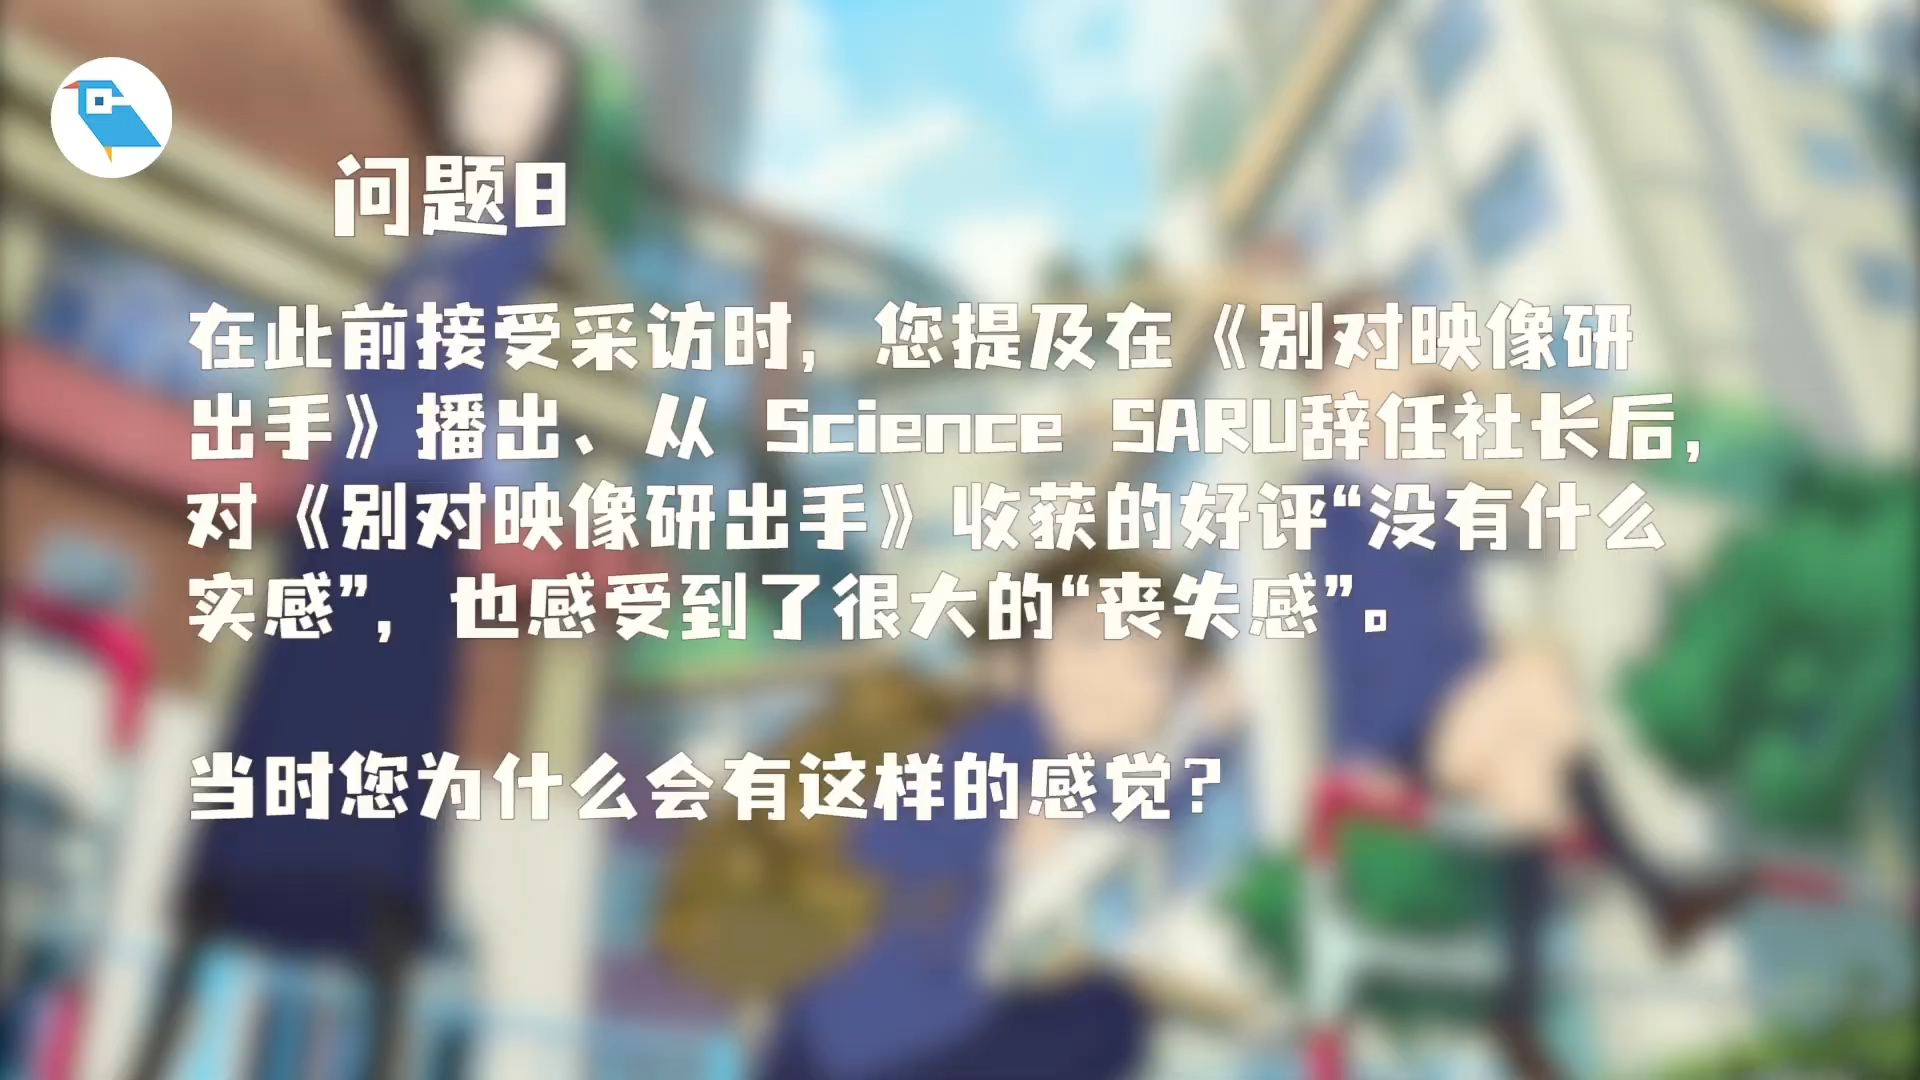 问题8
在此前接受采访时，您提及在《别对映像研
出手》播出、从 Science SARU辞任社长后，
对《别对映像研出手》收获的好评“没有什么
实感”，也感受到了很大的“丧失感”。
当时您为什么会有这样的感觉？